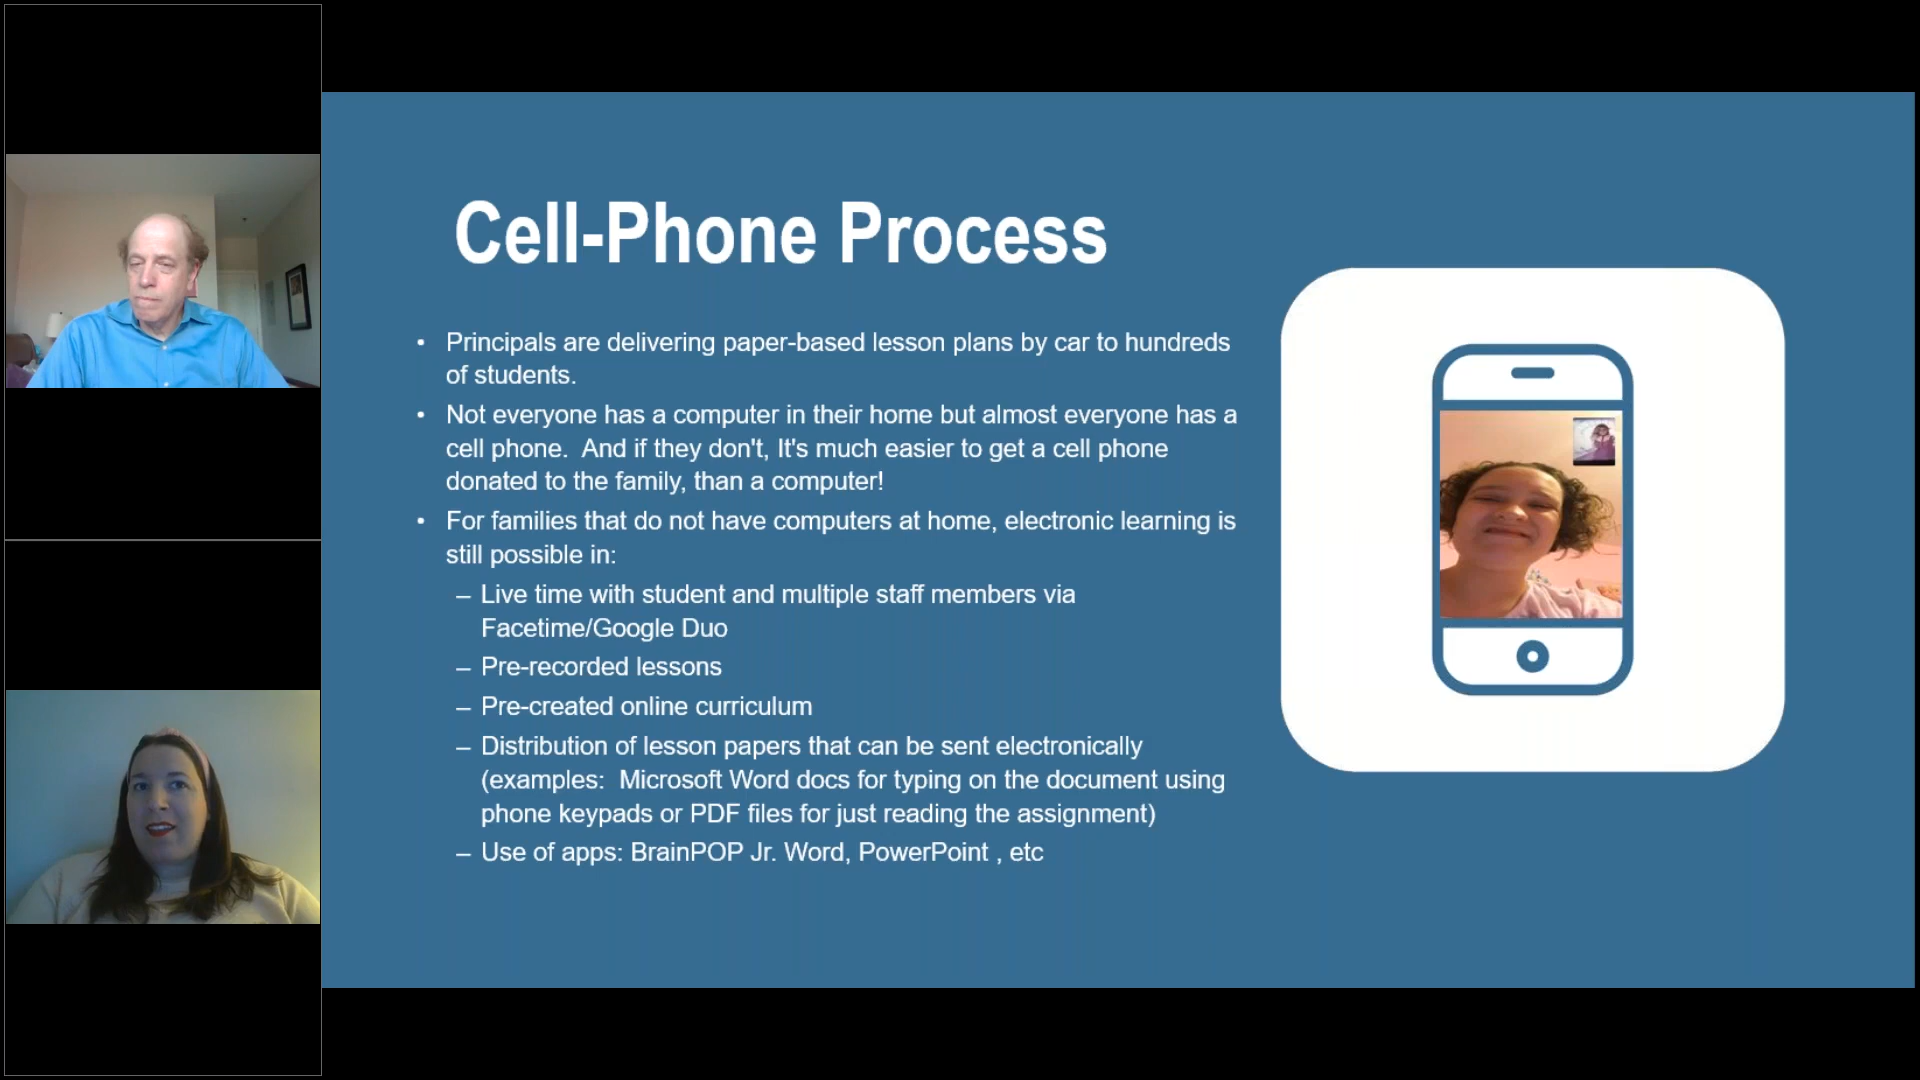 Cell-Phone Process
• Principals are delivering paper-based lesson plans by car to hundreds
of students.
• Not everyone has a computer in their home but almost everyone has a
cell phone.  And if they don't, It's much easier to get a cell phone
donated to the family, than a computer!
• For families that do not have computers at home, electronic learning is
still possible in:
– Live time with student and multiple staff members via
Facetime/Google Duo
– Pre-recorded lessons
– Pre-created online curriculum
– Distribution of lesson papers that can be sent electronically
(examples:  Microsoft Word docs for typing on the document using
phone keypads or PDF files for just reading the assignment)
– Use of apps: BrainPOP Jr. Word, PowerPoint , etc